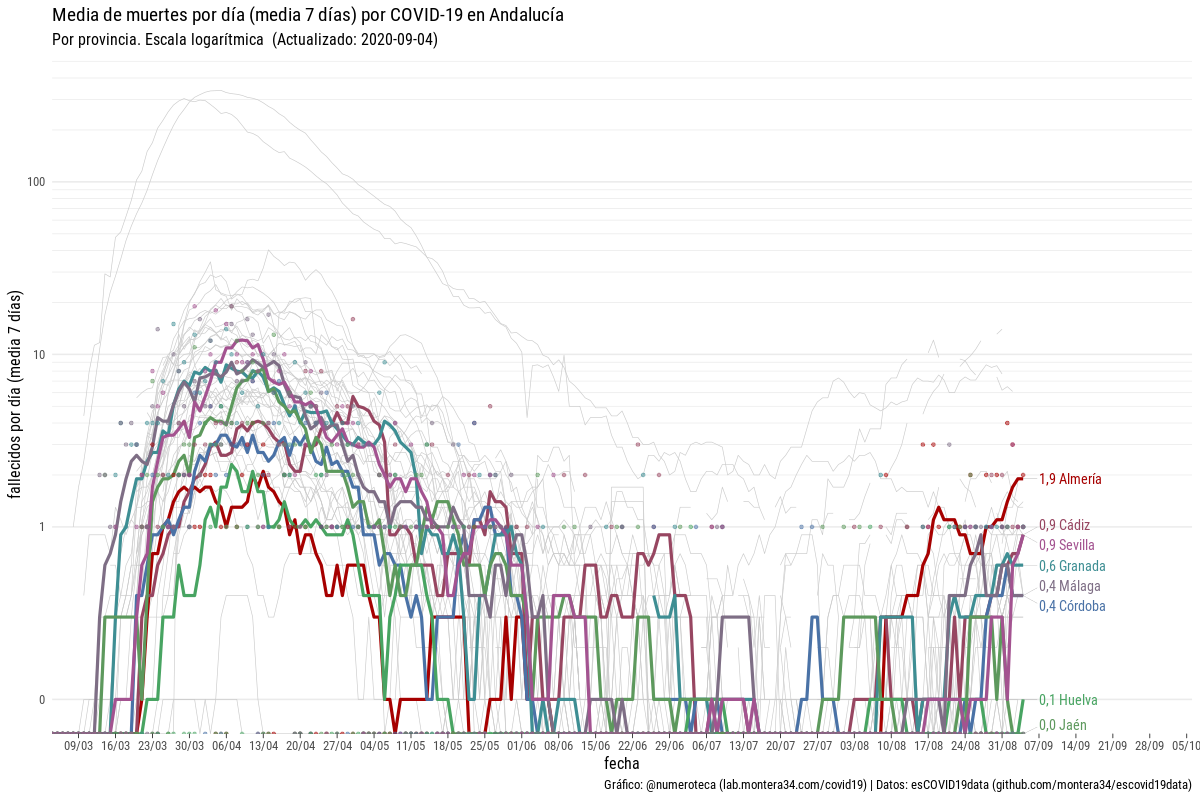 Media de muertes por día (media 7 días) por COVID-19 en Andalucía
Por provincia. Escala logarítmica  (Actualizado: 2020-09-04)
fallecidos por día (media  7 días)
100
10
1
0
1,9 Almería
0,9 Cádiz
0,9 Sevilla
0,6 Granada
0,4 Málaga
0,4 Córdoba
0,1 Huelva
0,0 Jaén
09/03 16/03 23/03 30/03 06/04 13/04 20/04 27/04 04/05 11/05 18/05 25/05 01/06 08/06 15/06 22/06 29/06 06/07 13/07 20/07 27/07 03/08 10/08 17/08 24/08 31/08 07/09 14/09 21/09 28/09 05/10
fecha
Gráfico: @numeroteca (lab.montera34.com/covid19) | Datos: esCOVID19data (github.com/montera34/escovid19data)